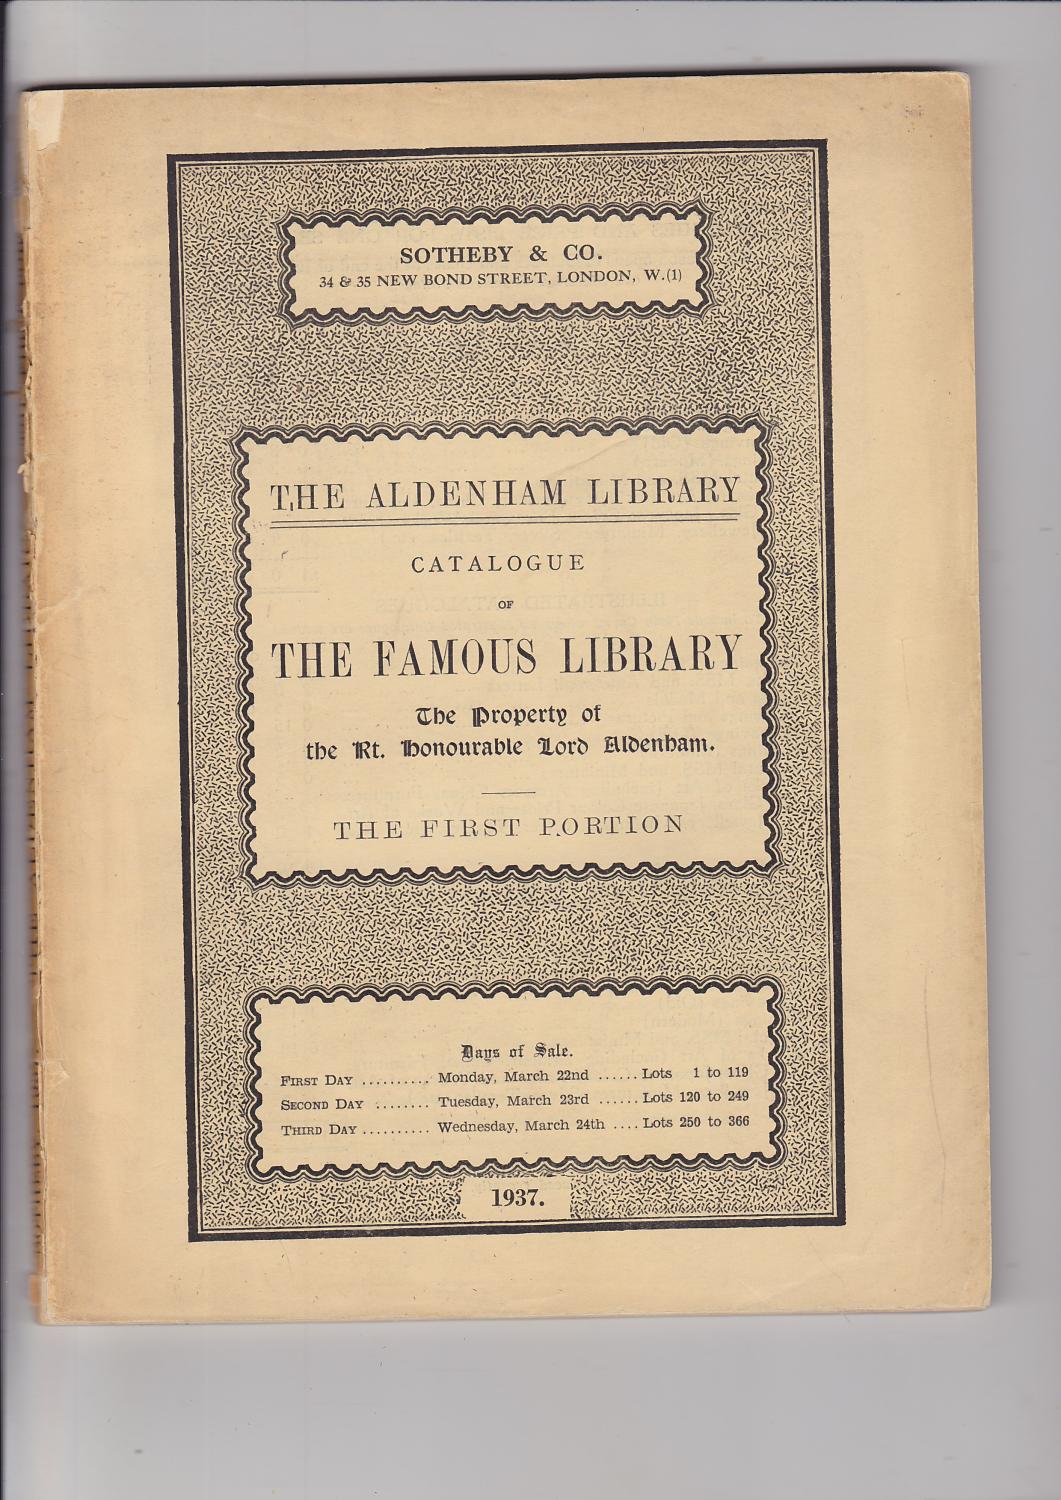 SOTHEBY & CO.
34 & 35 NEW BOND STREET, LONDON, W.(1)
THE ALDENHAM LIBRARY
CATALOGUE
OF
THE FAMOUS LIBRARY
The Property of
the Rt. Honourable Lord Aldenham.
THE FIRST PORTION
Days of Sale.
FIRST DAY .......... Monday, March 22nd ...... Lots 1 to 119
SECOND DAY ........ Tuesday, March 23rd ...... Lots 120 to 249
THIRD DAY .......... Wednesday, March 24th .... Lots 250 to 366
1937.